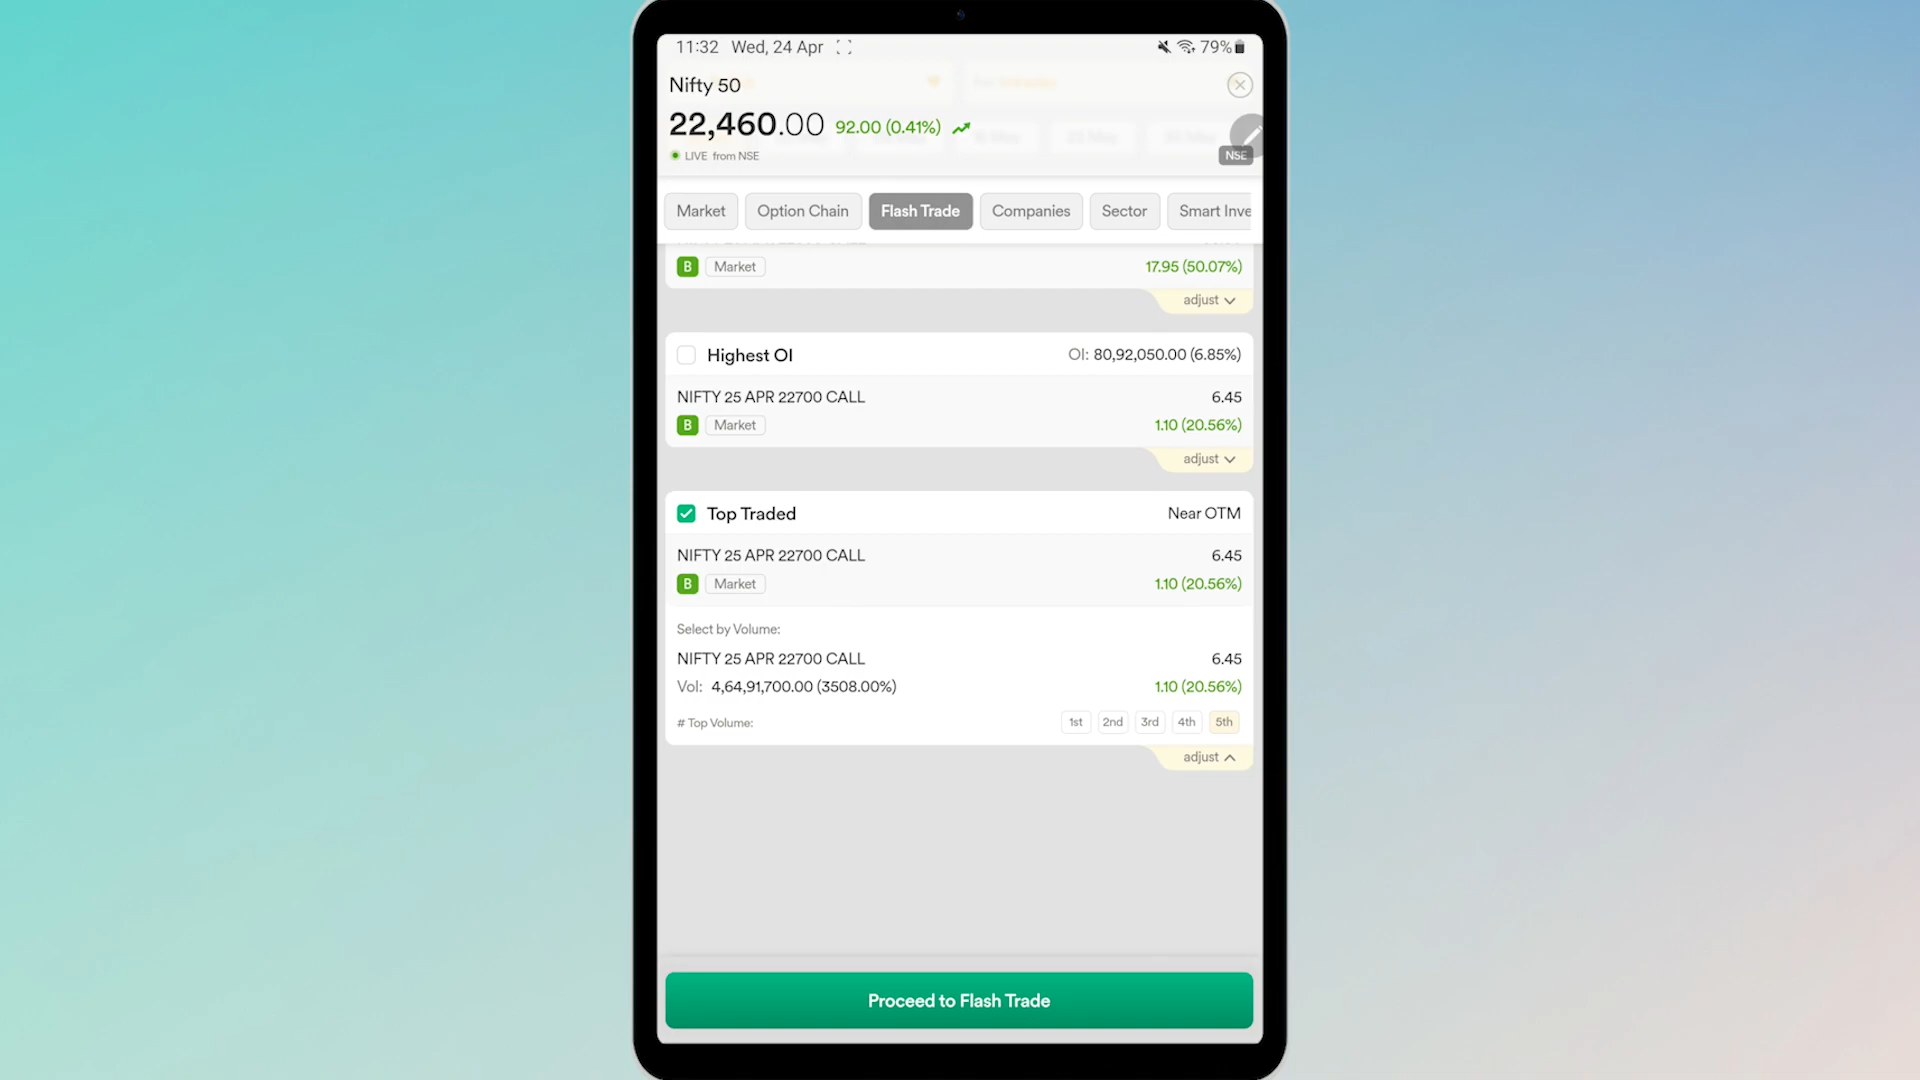 11:32 Wed, 24 Apr
79%
Nifty 50
22,460.00 92.00 (0.41%)
LIVE from NSE
NSE
Market
Option Chain
Flash Trade
Companies
Sector
Smart Inve
B Market 17.95 (50.07%)
adjust
Highest OI OI: 80,92,050.00 (6.85%)
NIFTY 25 APR 22700 CALL 6.45
B Market 1.10 (20.56%)
adjust
Top Traded Near OTM
NIFTY 25 APR 22700 CALL 6.45
B Market 1.10 (20.56%)
Select by Volume:
NIFTY 25 APR 22700 CALL 6.45
Vol: 4,64,91,700.00 (3508.00%) 1.10 (20.56%)
# Top Volume: 1st 2nd 3rd 4th 5th
adjust
Proceed to Flash Trade